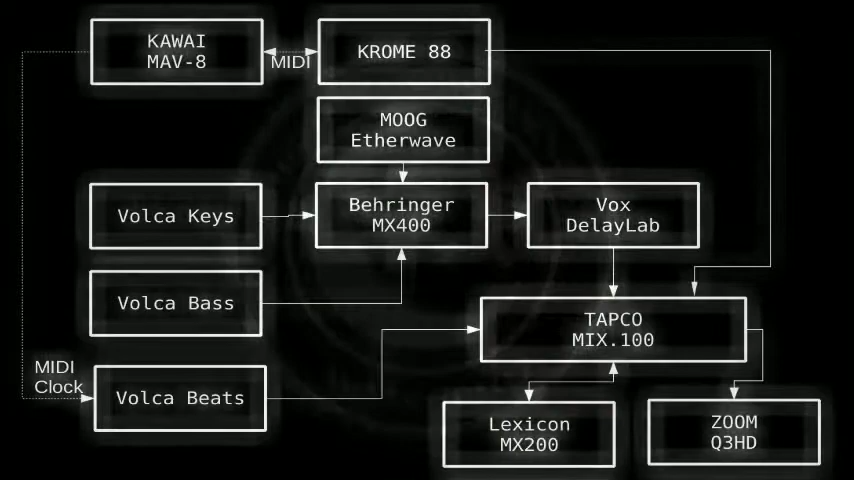 KAWAI
MAV-8
MIDI
KROME 88
MOOG
Etherwave
Volca Keys
Behringer
MX400
Vox
DelayLab
Volca Bass
TAPCO
MIX.100
MIDI
Clock
Volca Beats
Lexicon
MX200
ZOOM
Q3HD